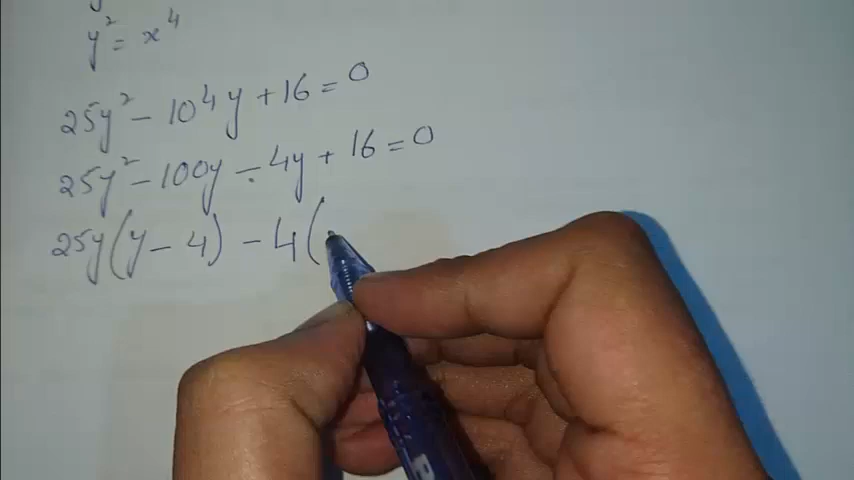 y² = x⁴
25y² - 104y + 16 = 0
25y² - 100y - 4y + 16 = 0
25y(y - 4) - 4(